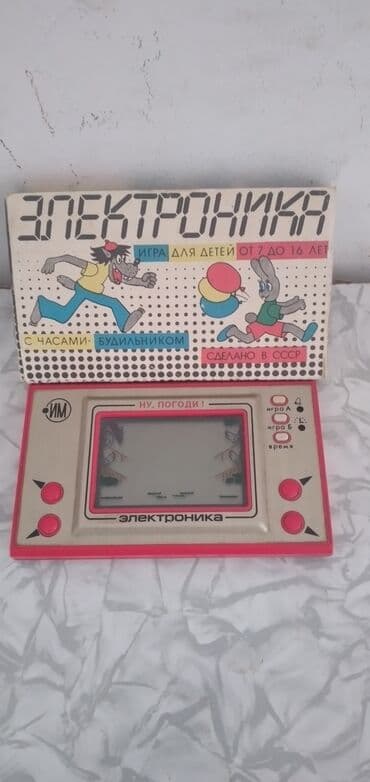 ЭЛЕКТРОНИКА
ИГРА ДЛЯ ДЕТЕЙ ОТ 7 ДО 16 ЛЕТ
С ЧАСАМИ-БУДИЛЬНИКОМ
СДЕЛАНО В СССР
ИМ
НУ, ПОГОДИ!
игра А
игра Б
время
электроника